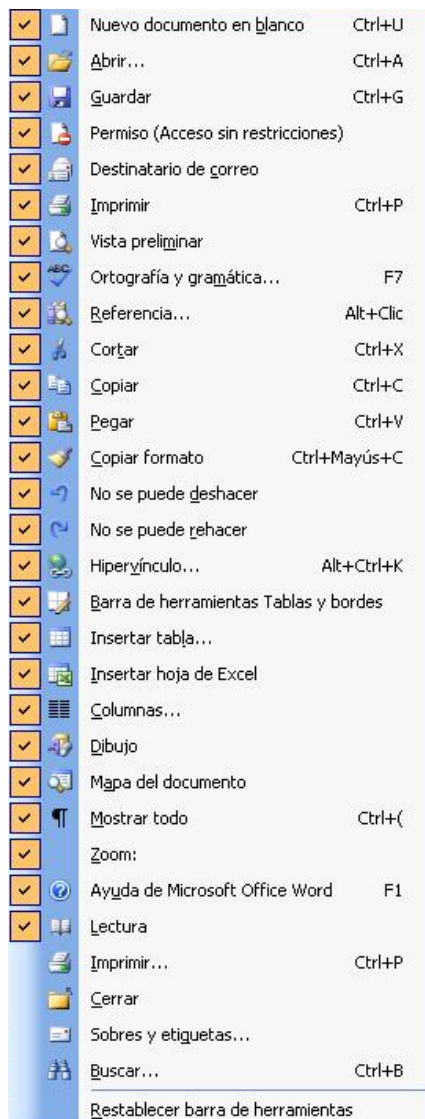 Nuevo documento en blanco Ctrl+U
Abrir... Ctrl+A
Guardar Ctrl+G
Permiso (Acceso sin restricciones)
Destinatario de correo
Imprimir Ctrl+P
Vista preliminar
ABC Ortografía y gramática... F7
Referencia... Alt+Clic
Cortar Ctrl+X
Copiar Ctrl+C
Pegar Ctrl+V
Copiar formato Ctrl+Mayús+C
No se puede deshacer
No se puede rehacer
Hipervínculo... Alt+Ctrl+K
Barra de herramientas Tablas y bordes
Insertar tabla...
Insertar hoja de Excel
Columnas...
Dibujo
Mapa del documento
¶ Mostrar todo Ctrl+(
Zoom:
Ayuda de Microsoft Office Word F1
Lectura
Imprimir... Ctrl+P
Cerrar
Sobres y etiquetas...
Buscar... Ctrl+B
Restablecer barra de herramientas